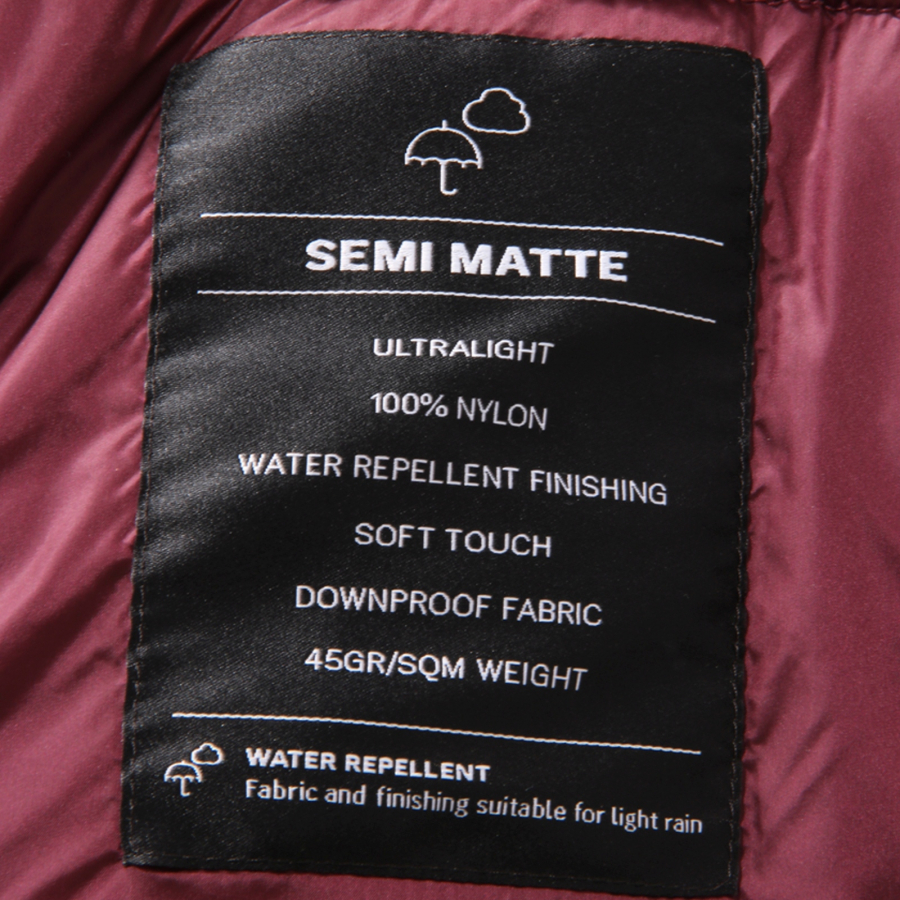 SEMI MATTE
ULTRALIGHT
100% NYLON
WATER REPELLENT FINISHING
SOFT TOUCH
DOWNPROOF FABRIC
45GR/SQM WEIGHT
WATER REPELLENT
Fabric and finishing suitable for light rain